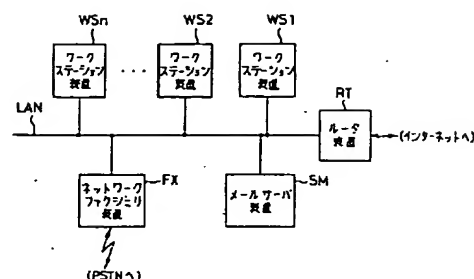 WSn
WS2
WS1
ワーク
ステーション
装置
...
ワーク
ステーション
装置
ワーク
ステーション
装置
RT
LAN
ルータ
装置
(インターネットへ)
ネットワーク
ファクシミリ
装置
FX
メールサーバ
装置
SM
(PSTNへ)